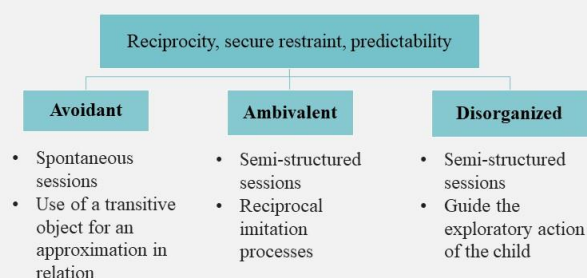 Reciprocity, secure restraint, predictability
Avoidant
• Spontaneous
sessions
• Use of a transitive
object for an
approximation in
relation
Ambivalent
• Semi-structured
sessions
• Reciprocal
imitation
processes
Disorganized
• Semi-structured
sessions
• Guide the
exploratory action
of the child